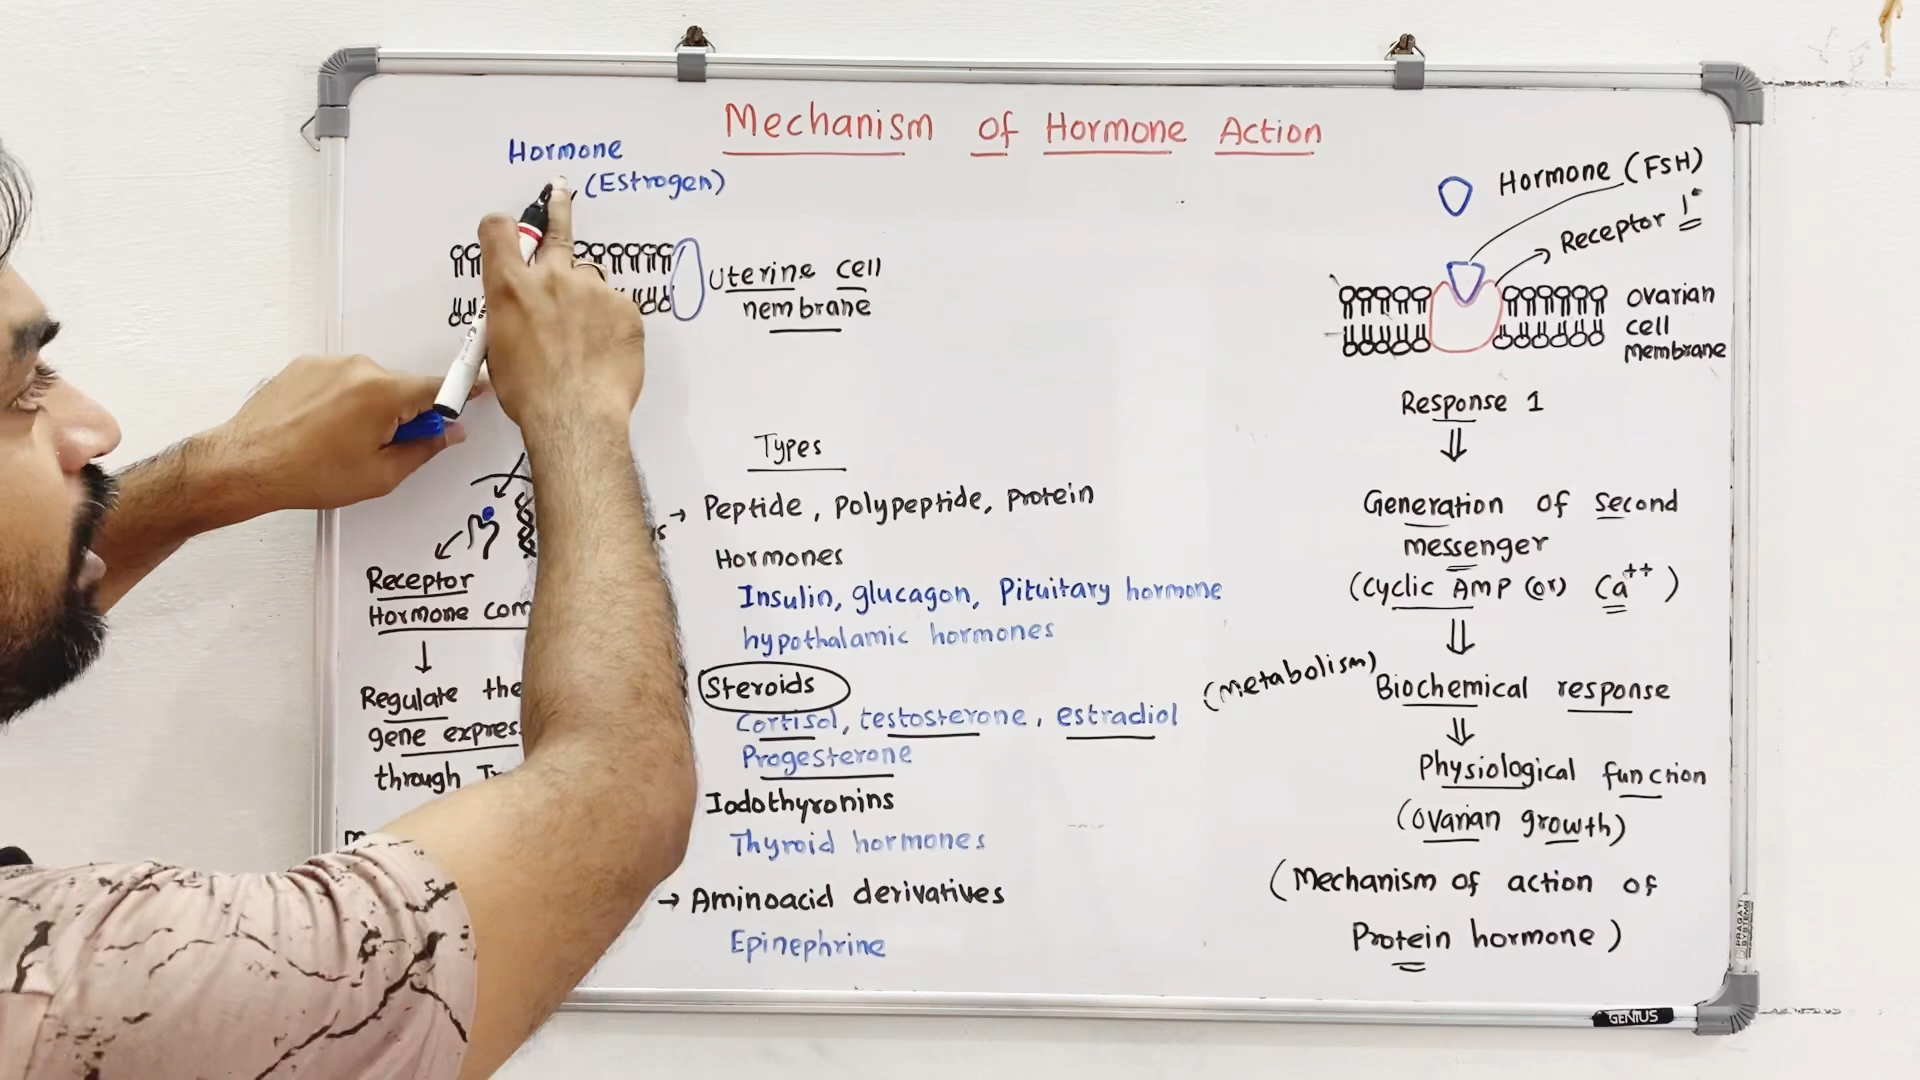 Mechanism of Hormone Action
Hormone
(Estrogen)
Uterine cell
membrane
Receptor
Hormone
Regulate the
gene
through
Types
→ Peptide, Polypeptide, Protein
Hormones
Insulin, glucagon, Pituitary hormone
hypothalamic hormones
Steroids
Cortisol, testosterone, estradiol
Progesterone
Iodothyronins
Thyroid hormones
→ Aminoacid derivatives
Epinephrine
Hormone (FSH)
Receptor 1°
ovarian
cell
membrane
Response 1
⇓
Generation of second
messenger
(cyclic AMP (or) Ca++)
⇓
(metabolism) Biochemical response
⇓
Physiological function
(Ovarian growth)
(Mechanism of action of
Protein hormone)
PRAGATI SYSTEMS
GENIUS